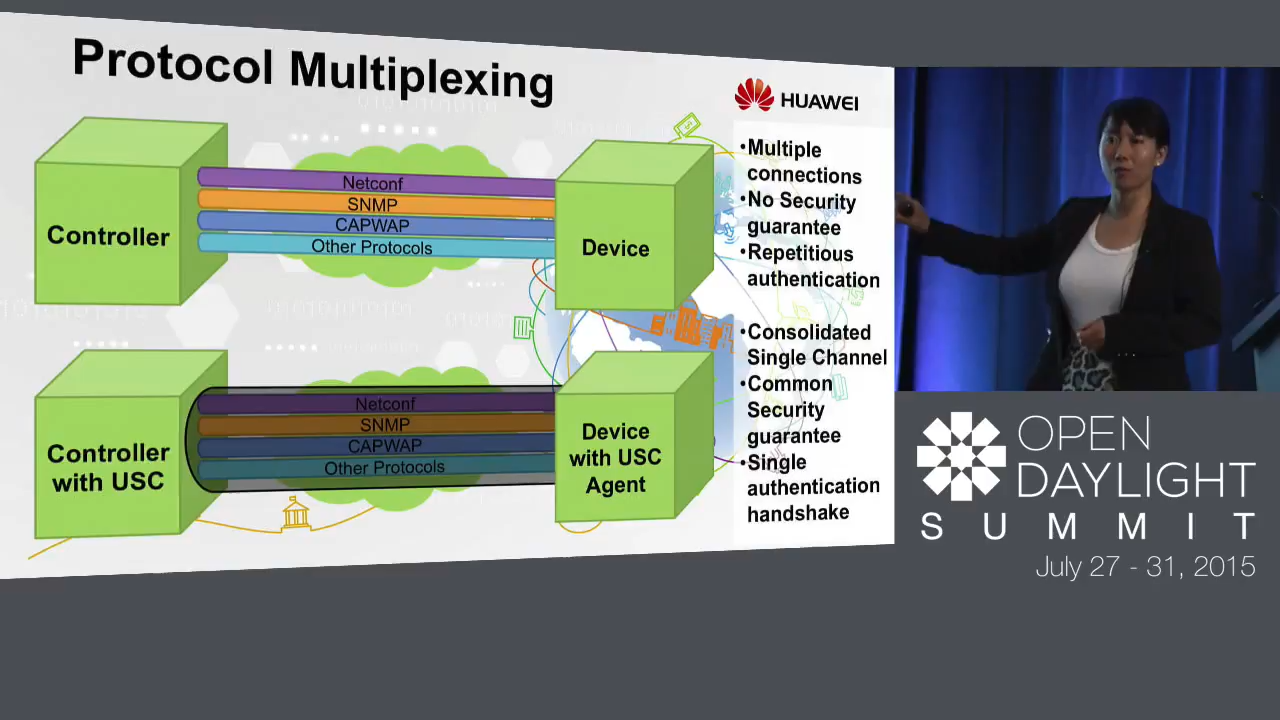 Protocol Multiplexing
HUAWEI
Controller
Netconf
SNMP
CAPWAP
Other Protocols
Device
•Multiple
connections
•No Security
guarantee
•Repetitious
authentication
Controller
with USC
Netconf
SNMP
CAPWAP
Other Protocols
Device
with USC
Agent
•Consolidated
Single Channel
•Common
Security
guarantee
•Single
authentication
handshake
OPEN
DAYLIGHT
SUMMIT
July 27 - 31, 2015